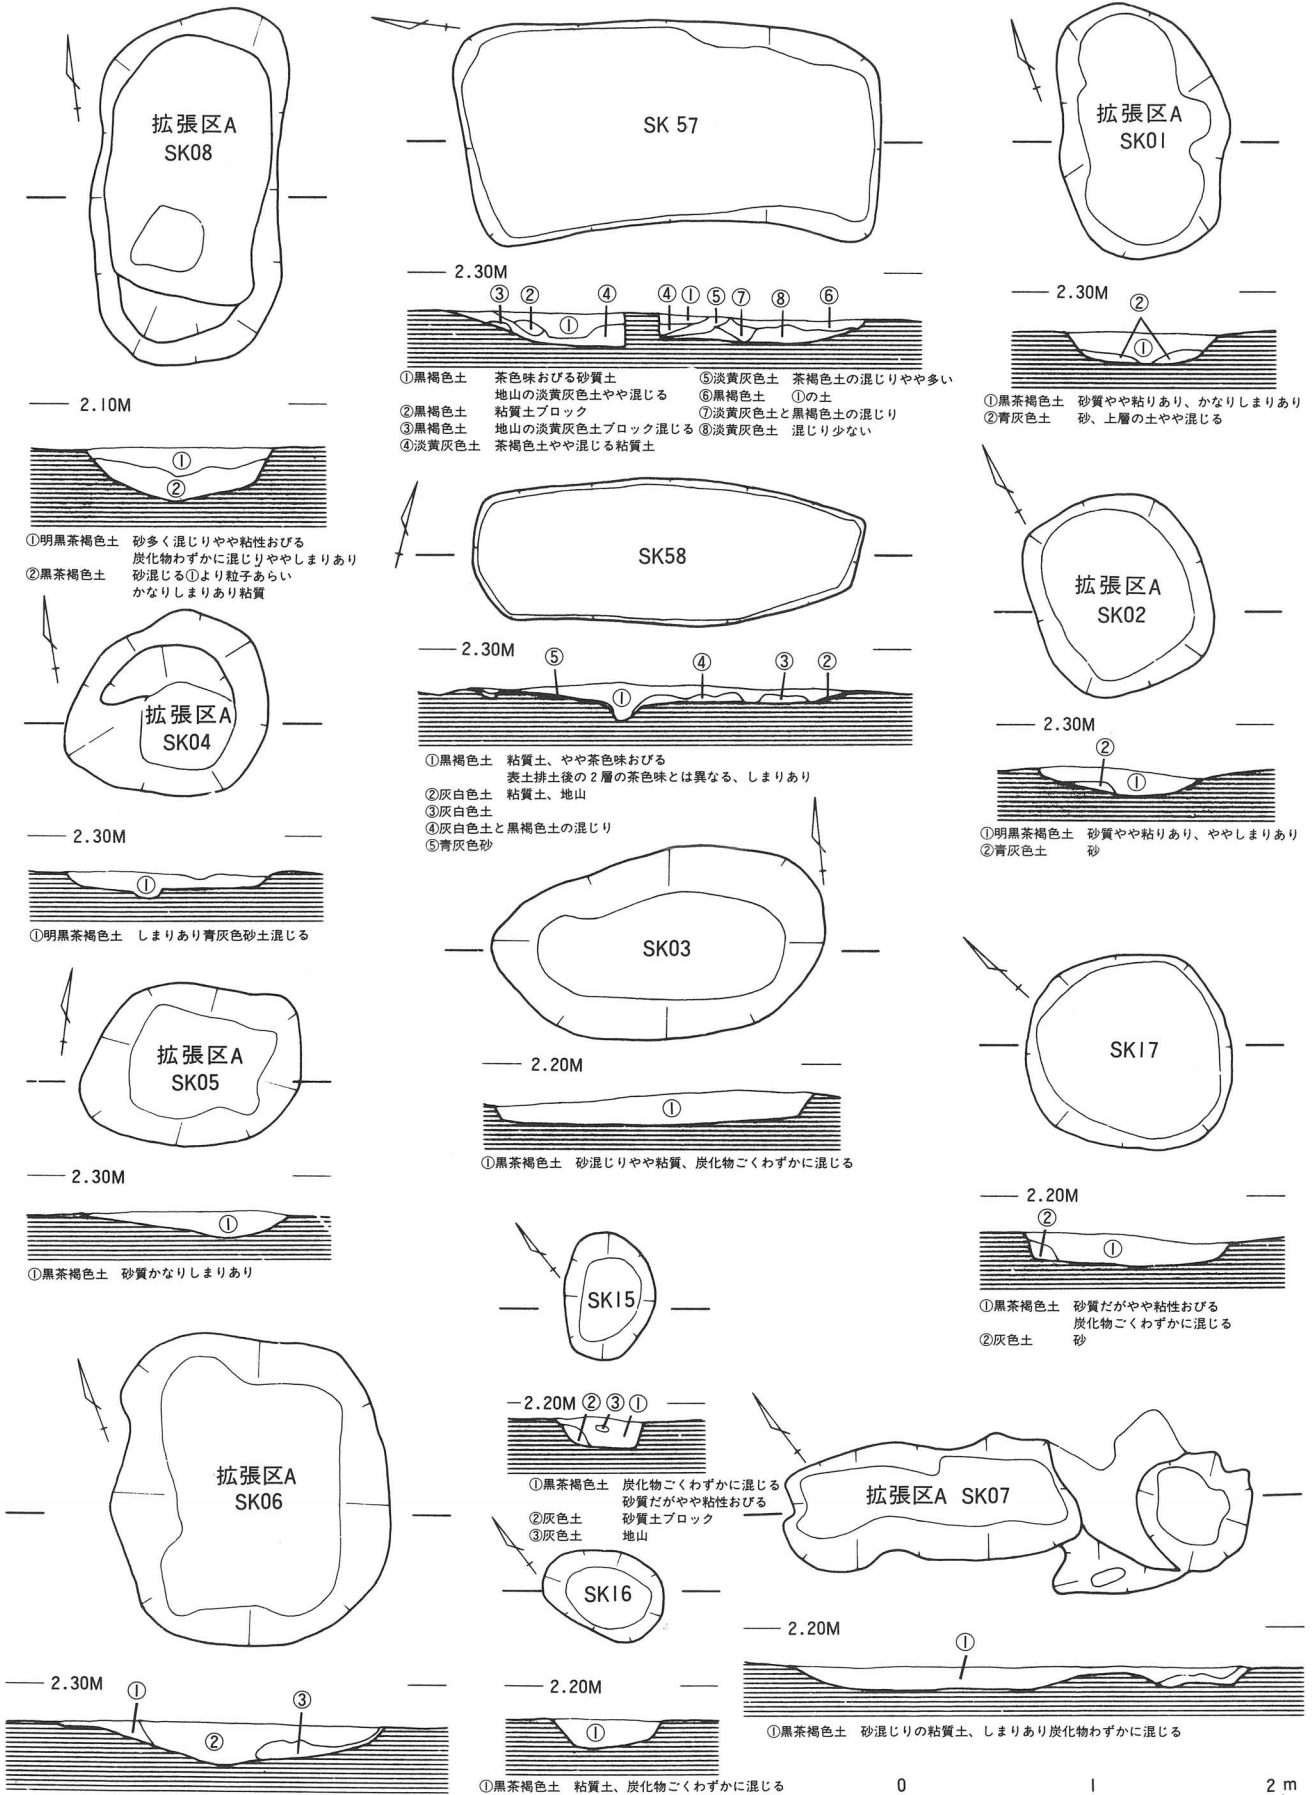 拡張区A
SK08
2.10M
①
②
①明黒茶褐色土 砂多く混じりやや粘性おびる
炭化物わずかに混じりややしまりあり
②黒茶褐色土 砂混じる①より粒子あらい
かなりしまりあり粘質
拡張区A
SK04
2.30M
①
①明黒茶褐色土 しまりあり青灰色砂土混じる
拡張区A
SK05
2.30M
①
①黒茶褐色土 砂質かなりしまりあり
拡張区A
SK06
2.30M
① ③
②
SK 57
2.30M
③ ② ④ ④ ① ⑤ ⑦ ⑧ ⑥
①
①黒褐色土 茶色味おびる砂質土
地山の淡黄灰色土やや混じる
②黒褐色土 粘質土ブロック
③黒褐色土 地山の淡黄灰色土ブロック混じる
④淡黄灰色土 茶褐色土やや混じる粘質土
⑤淡黄灰色土 茶褐色土の混じりやや多い
⑥黒褐色土 ①の土
⑦淡黄灰色土と黒褐色土の混じり
⑧淡黄灰色土 混じり少ない
SK58
2.30M
⑤ ④ ③ ②
①
①黒褐色土 粘質土、やや茶色味おびる
表土排土後の2層の茶色味とは異なる、しまりあり
②灰白色土 粘質土、地山
③灰白色土
④灰白色土と黒褐色土の混じり
⑤青灰色砂
SK03
2.20M
①
①黒茶褐色土 砂混じりやや粘質、炭化物ごくわずかに混じる
SK15
2.20M ② ③ ①
①黒茶褐色土 炭化物ごくわずかに混じる
砂質だがやや粘性おびる
②灰色土 砂質土ブロック
③灰色土 地山
SK16
2.20M
①
①黒茶褐色土 粘質土、炭化物ごくわずかに混じる
拡張区A
SK01
2.30M
②
①
①黒茶褐色土 砂質やや粘りあり、かなりしまりあり
②青灰色土 砂、上層の土やや混じる
拡張区A
SK02
2.30M
②
①
①明黒茶褐色土 砂質やや粘りあり、ややしまりあり
②青灰色土 砂
SK17
2.20M
②
①
①黒茶褐色土 砂質だがやや粘性おびる
炭化物ごくわずかに混じる
②灰色土 砂
拡張区A SK07
2.20M
①
①黒茶褐色土 砂混じりの粘質土、しまりあり炭化物わずかに混じる
0 1 2 m